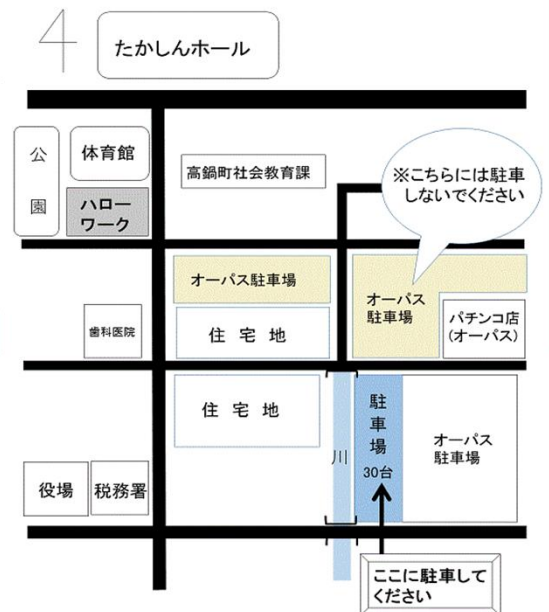 たかしんホール
公
園
体育館
ハロー
ワーク
高鍋町社会教育課
※こちらには駐車
しないでください
オーパス駐車場
オーパス
駐車場
パチンコ店
(オーパス)
歯科医院
住宅地
住宅地
川
駐
車
場
30台
オーパス
駐車場
役場
税務署
ここに駐車して
ください